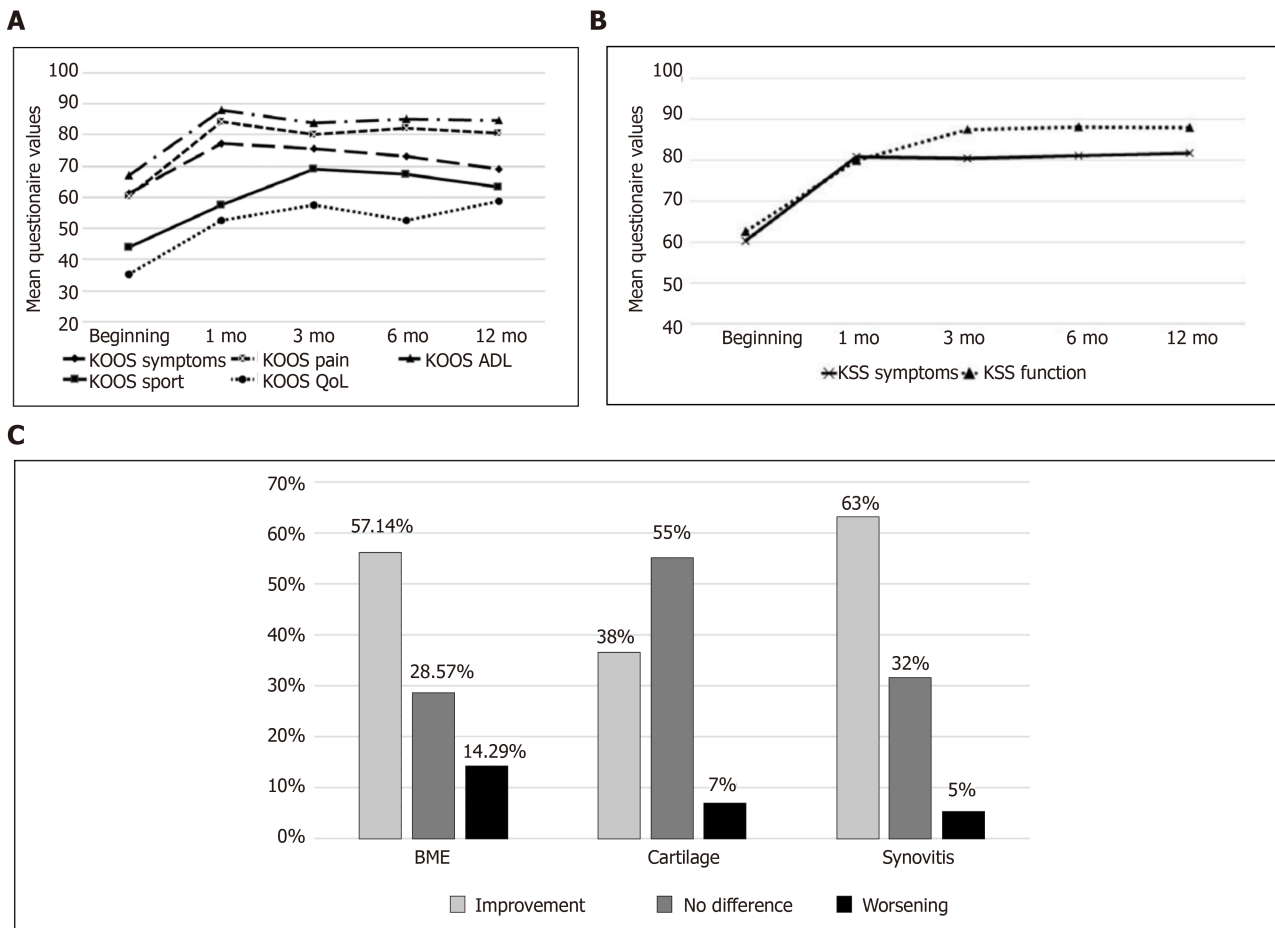 A
Mean questionaire values
100
90
80
70
60
50
40
30
20
Beginning 1 mo 3 mo 6 mo 12 mo
KOOS symptoms KOOS pain KOOS ADL
KOOS sport KOOS QoL
B
Mean questionaire values
100
90
80
70
60
50
40
Beginning 1 mo 3 mo 6 mo 12 mo
KSS symptoms KSS function
C
70%
60%
50%
40%
30%
20%
10%
0%
57.14%
28.57%
14.29%
38%
55%
7%
63%
32%
5%
BME Cartilage Synovitis
Improvement No difference Worsening